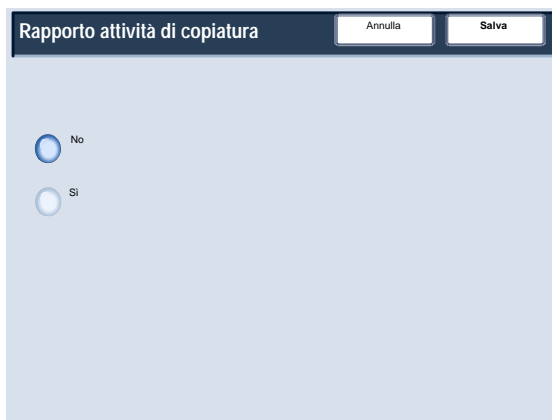 Rapporto attività di copiatura
Annulla
Salva
No
Sì